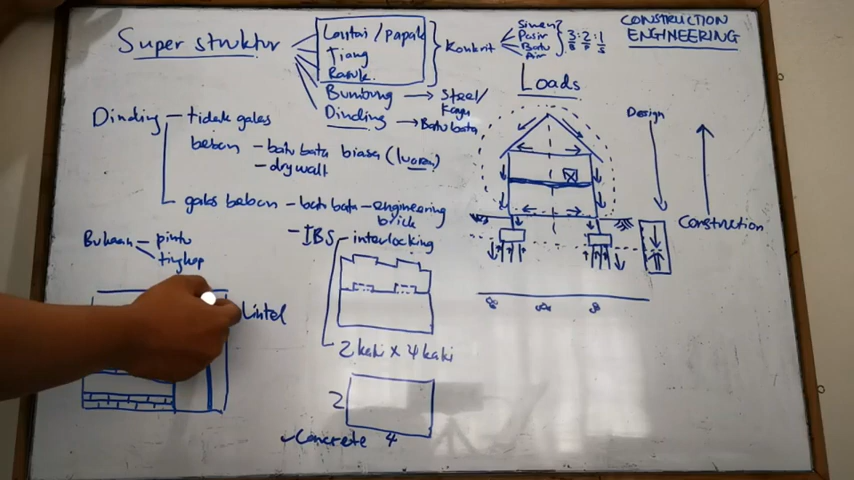 CONSTRUCTION
ENGINEERING
Super struktur
Lantai / papak
Tiang
Rasuk
Bumbung → Steel/
Kayu
Dinding → Batu bata
Konkrit
Simen
Pasir
Batu
Air
3 : 2 : 1
Loads
Dinding – tidak galas
beban – batu bata biasa (luaran)
– dry wall
galas beban – batu bata – engineering
brick
– IBS – interlocking
2 kaki x 4 kaki
2
4
Concrete
Bukaan – pintu
tingkap
Lintel
Design
Construction